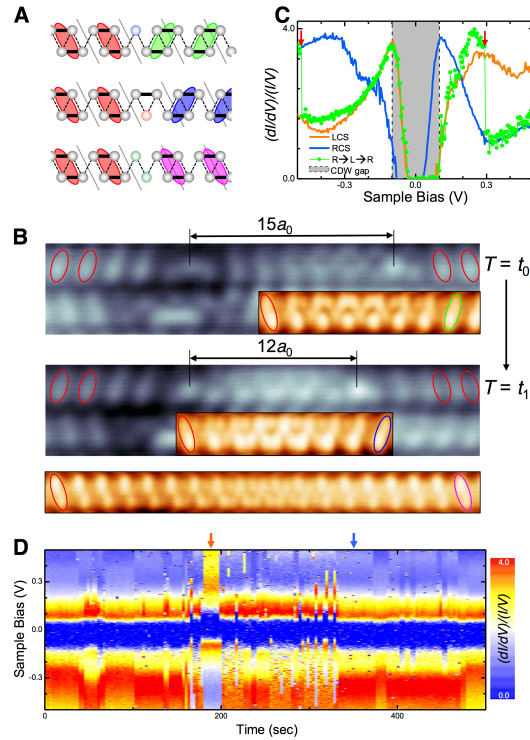 A
C
(dI/dV)/(I/V)
4.0
2.0
0.0
LCS
RCS
R→L→R
CDW gap
-0.3 0.0 0.3
Sample Bias (V)
B
15a0
T = t0
12a0
T = t1
D
Sample Bias (V)
0.3
0.0
-0.3
0 200 400
Time (sec)
4.0
0.0
(dI/dV)/(I/V)